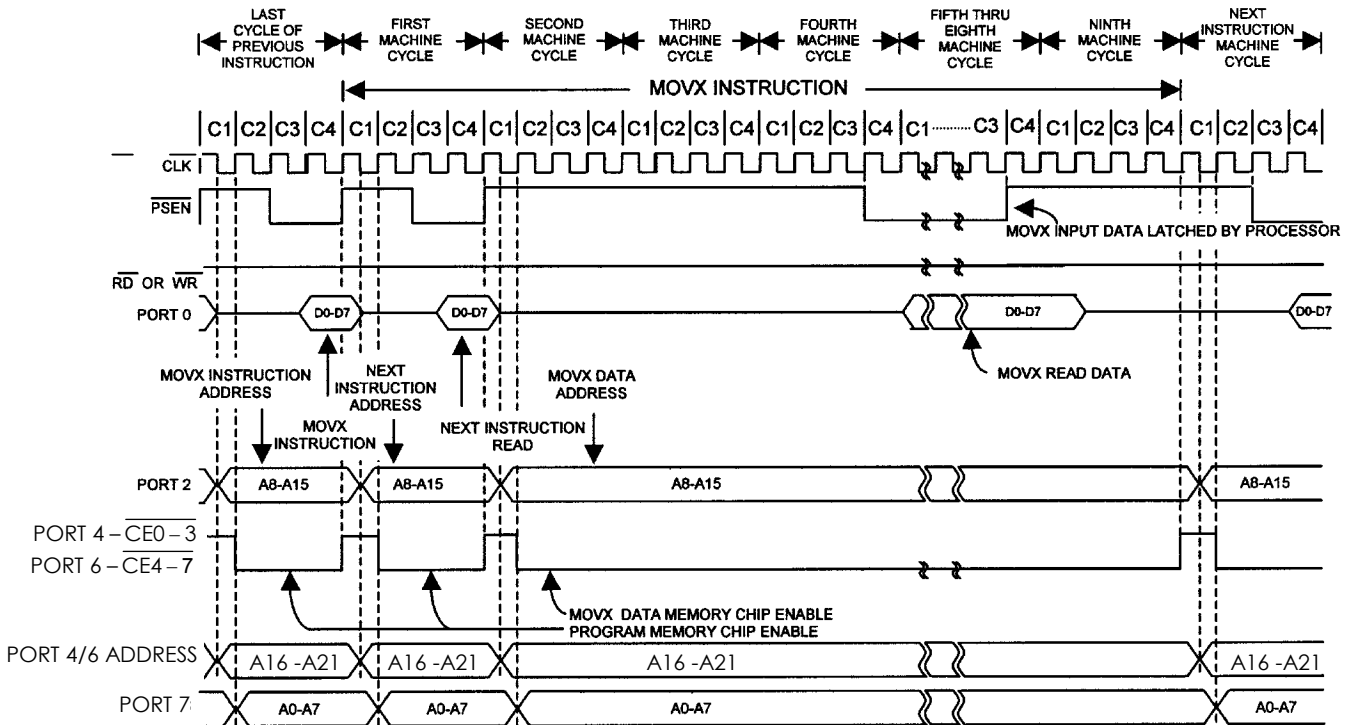 LAST CYCLE OF PREVIOUS INSTRUCTION
FIRST MACHINE CYCLE
SECOND MACHINE CYCLE
THIRD MACHINE CYCLE
FOURTH MACHINE CYCLE
FIFTH THRU EIGHTH MACHINE CYCLE
NINTH MACHINE CYCLE
NEXT INSTRUCTION MACHINE CYCLE
MOVX INSTRUCTION
C1 C2 C3 C4 C1 C2 C3 C4 C1 C2 C3 C4 C1 C2 C3 C4 C1 C2 C3 C4 C1 ........ C3 C4 C1 C2 C3 C4 C1 C2 C3 C4
CLK
PSEN
MOVX INPUT DATA LATCHED BY PROCESSOR
RD OR WR
PORT 0 D0-D7 D0-D7 D0-D7 D0-D7
MOVX INSTRUCTION ADDRESS
NEXT INSTRUCTION ADDRESS
MOVX DATA ADDRESS
MOVX READ DATA
MOVX INSTRUCTION
NEXT INSTRUCTION READ
PORT 2 A8-A15 A8-A15 A8-A15 A8-A15
PORT 4 – CE0 – 3
PORT 6 – CE4 – 7
MOVX DATA MEMORY CHIP ENABLE
PROGRAM MEMORY CHIP ENABLE
PORT 4/6 ADDRESS A16 -A21 A16 -A21 A16 -A21 A16 -A21
PORT 7 A0-A7 A0-A7 A0-A7 A0-A7